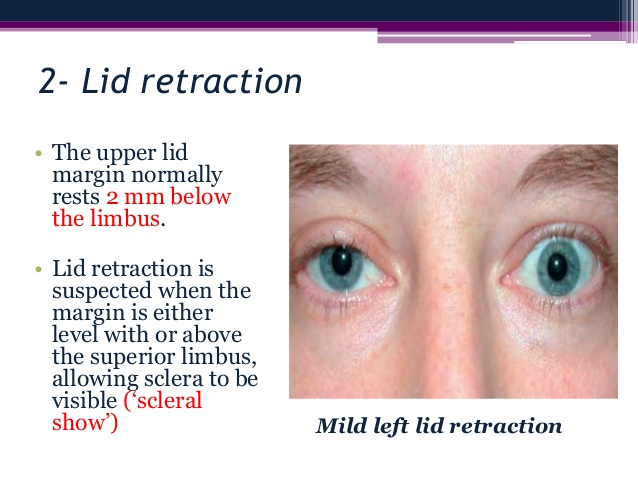 2- Lid retraction
• The upper lid
margin normally
rests 2 mm below
the limbus.
• Lid retraction is
suspected when the
margin is either
level with or above
the superior limbus,
allowing sclera to be
visible (‘scleral
show’)
Mild left lid retraction